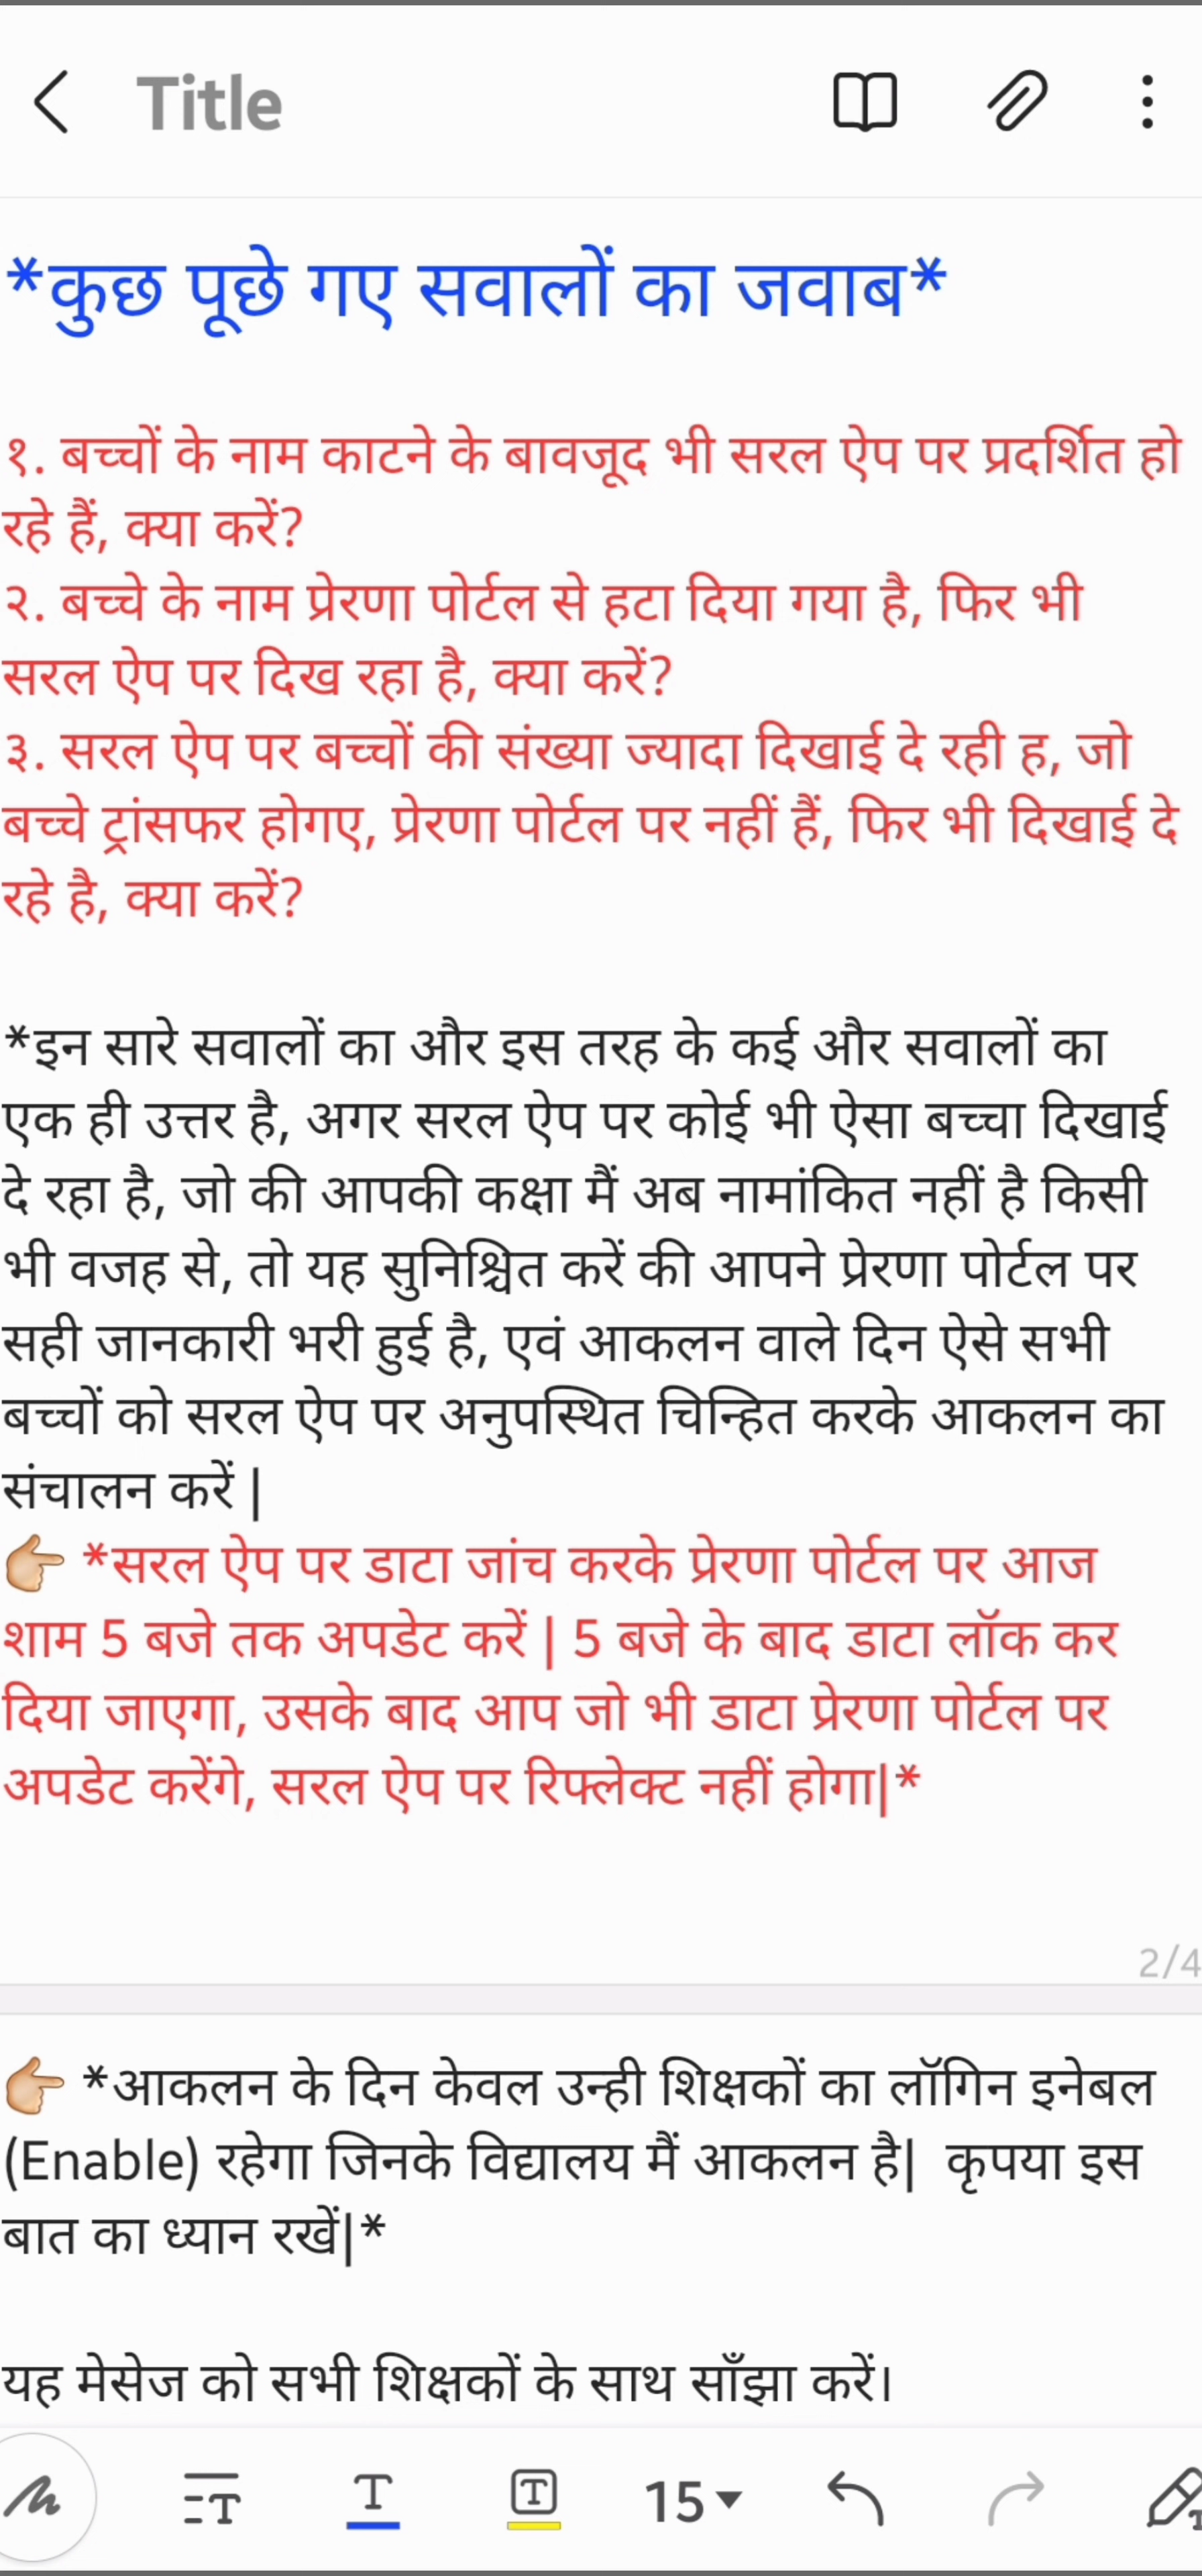 Title
*कुछ पूछे गए सवालों का जवाब*
१. बच्चों के नाम काटने के बावजूद भी सरल ऐप पर प्रदर्शित हो
रहे हैं, क्या करें?
२. बच्चे के नाम प्रेरणा पोर्टल से हटा दिया गया है, फिर भी
सरल ऐप पर दिख रहा है, क्या करें?
३. सरल ऐप पर बच्चों की संख्या ज्यादा दिखाई दे रही ह, जो
बच्चे ट्रांसफर होगए, प्रेरणा पोर्टल पर नहीं हैं, फिर भी दिखाई दे
रहे है, क्या करें?
*इन सारे सवालों का और इस तरह के कई और सवालों का
एक ही उत्तर है, अगर सरल ऐप पर कोई भी ऐसा बच्चा दिखाई
दे रहा है, जो की आपकी कक्षा मैं अब नामांकित नहीं है किसी
भी वजह से, तो यह सुनिश्चित करें की आपने प्रेरणा पोर्टल पर
सही जानकारी भरी हुई है, एवं आकलन वाले दिन ऐसे सभी
बच्चों को सरल ऐप पर अनुपस्थित चिन्हित करके आकलन का
संचालन करें |
👉 *सरल ऐप पर डाटा जांच करके प्रेरणा पोर्टल पर आज
शाम 5 बजे तक अपडेट करें | 5 बजे के बाद डाटा लॉक कर
दिया जाएगा, उसके बाद आप जो भी डाटा प्रेरणा पोर्टल पर
अपडेट करेंगे, सरल ऐप पर रिफ्लेक्ट नहीं होगा|*
2/4
👉 *आकलन के दिन केवल उन्ही शिक्षकों का लॉगिन इनेबल
(Enable) रहेगा जिनके विद्यालय मैं आकलन है| कृपया इस
बात का ध्यान रखें|*
यह मेसेज को सभी शिक्षकों के साथ साँझा करें।
15